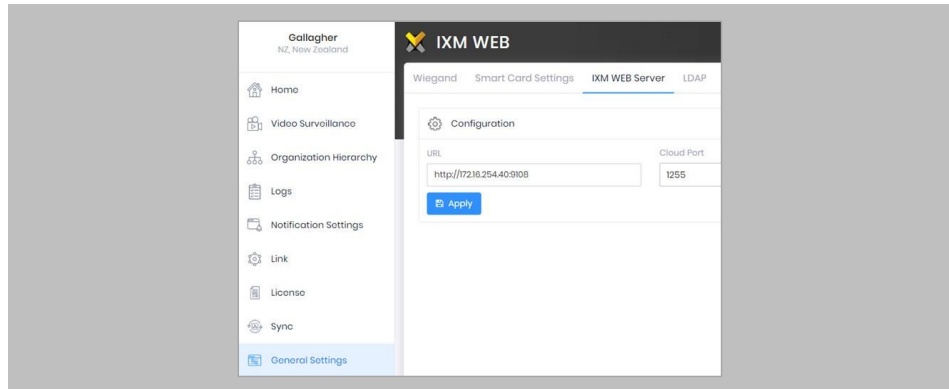 Gallagher
NZ, New Zealand
Home
Video Surveillance
Organization Hierarchy
Logs
Notification Settings
Link
License
Sync
General Settings
IXM WEB
Wiegand Smart Card Settings IXM WEB Server LDAP
Configuration
URL Cloud Port
http://172.16.254.40:9108 1255
Apply